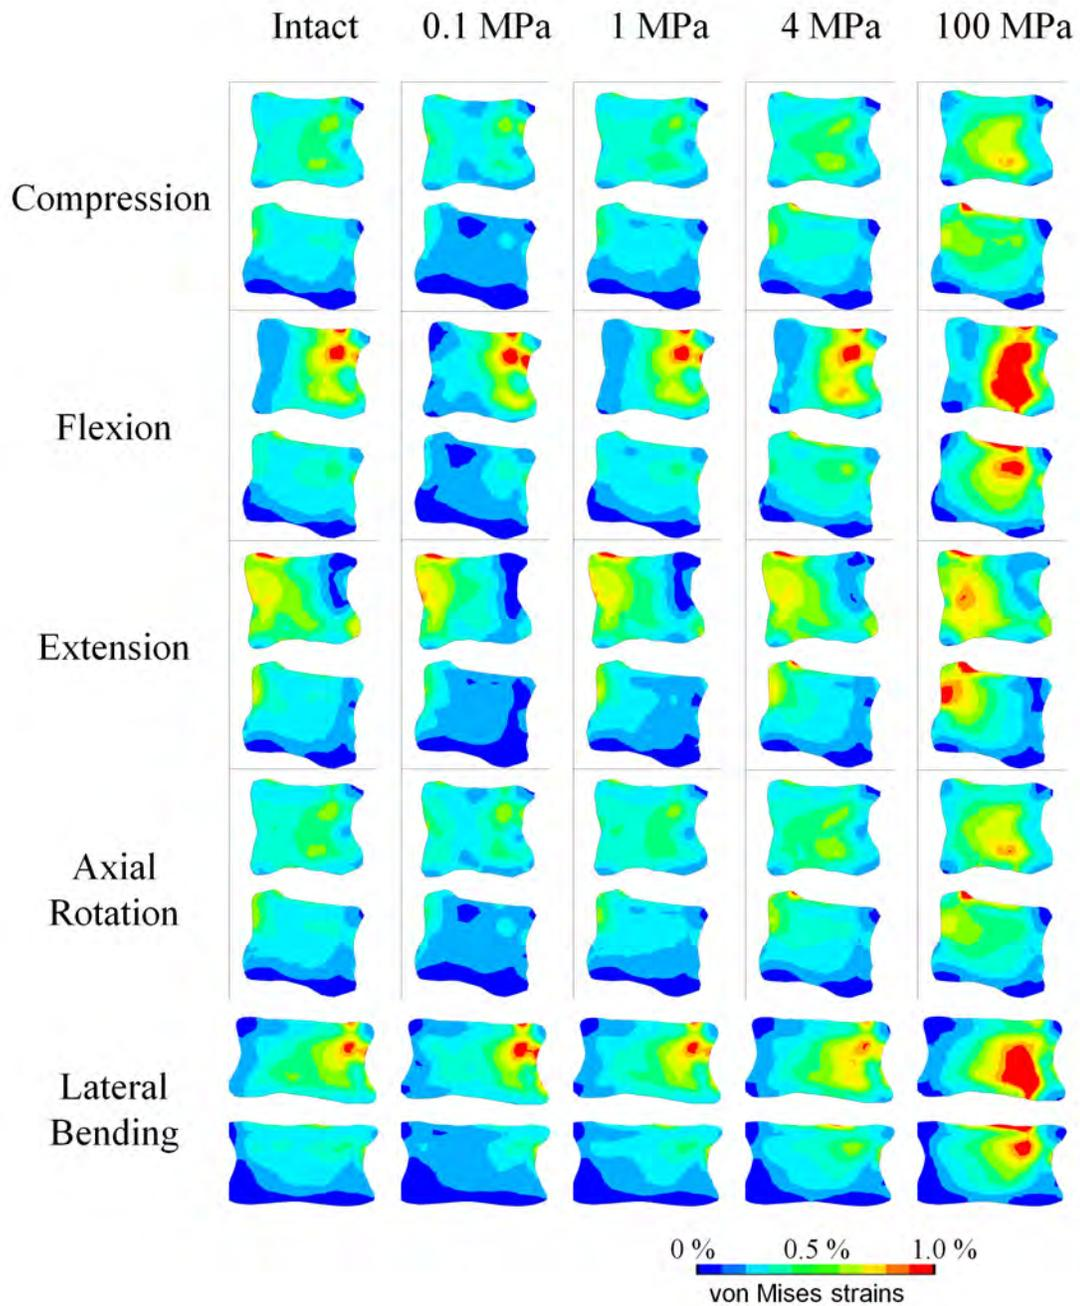 Intact 0.1 MPa 1 MPa 4 MPa 100 MPa
Compression
Flexion
Extension
Axial
Rotation
Lateral
Bending
0 % 0.5 % 1.0 %
von Mises strains